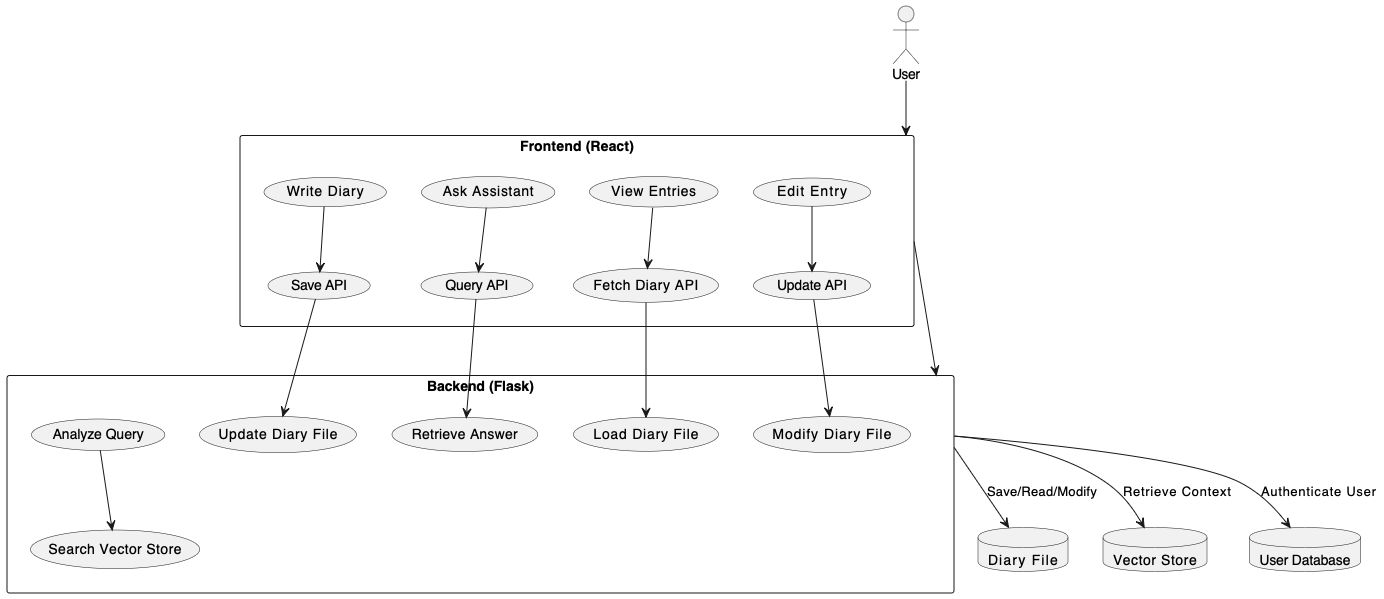 User
Frontend (React)
Write Diary
Ask Assistant
View Entries
Edit Entry
Save API
Query API
Fetch Diary API
Update API
Backend (Flask)
Analyze Query
Update Diary File
Retrieve Answer
Load Diary File
Modify Diary File
Save/Read/Modify
Retrieve Context
Authenticate User
Search Vector Store
Diary File
Vector Store
User Database